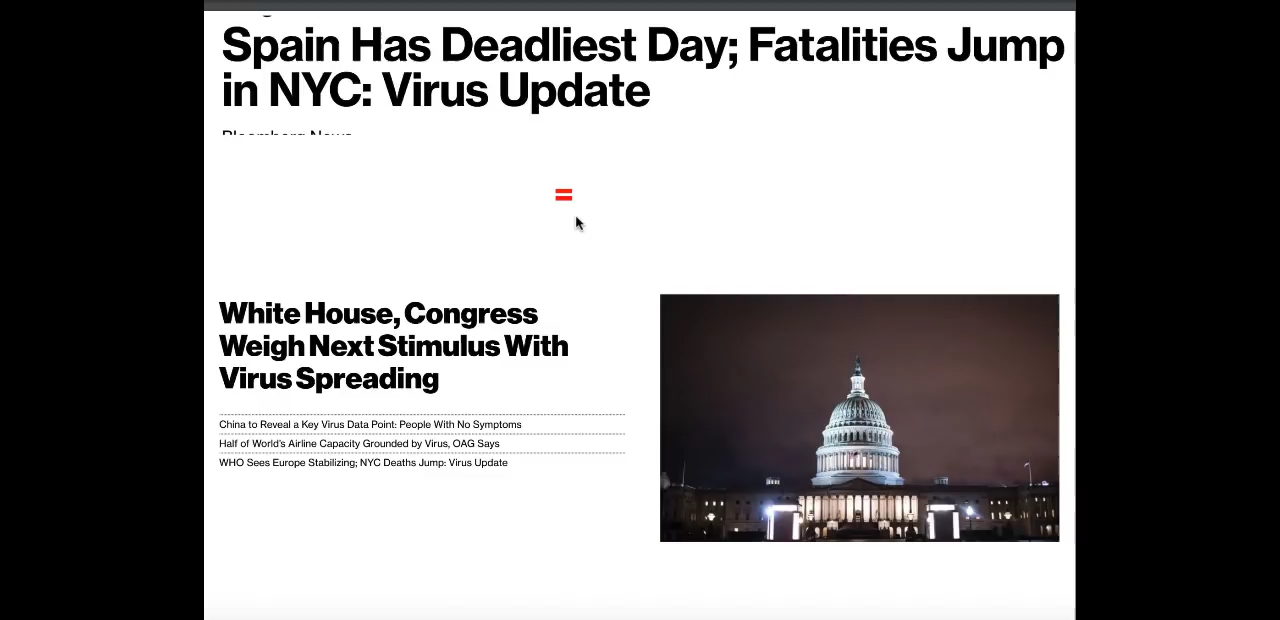 Spain Has Deadliest Day; Fatalities Jump
in NYC: Virus Update
Bloomberg News
=
White House, Congress
Weigh Next Stimulus With
Virus Spreading
China to Reveal a Key Virus Data Point: People With No Symptoms
Half of World's Airline Capacity Grounded by Virus, OAG Says
WHO Sees Europe Stabilizing; NYC Deaths Jump: Virus Update